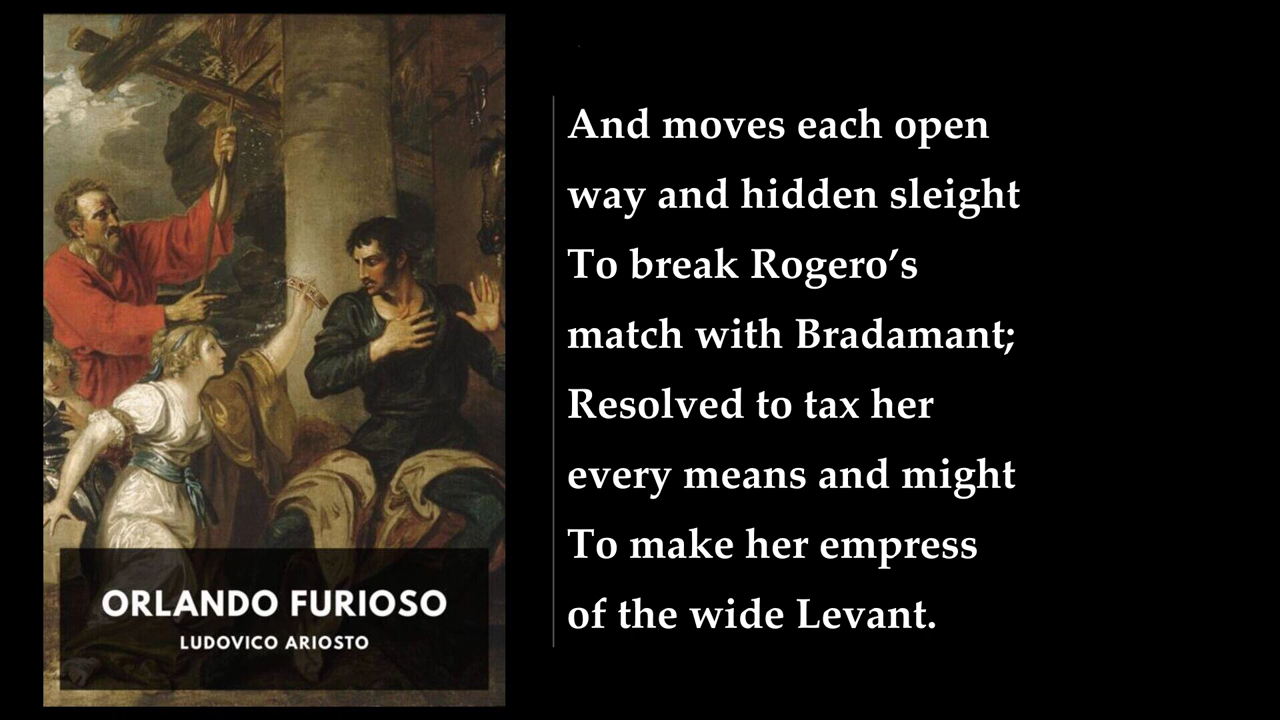 And moves each open
way and hidden sleight
To break Rogero’s
match with Bradamant;
Resolved to tax her
every means and might
To make her empress
of the wide Levant.
ORLANDO FURIOSO
LUDOVICO ARIOSTO